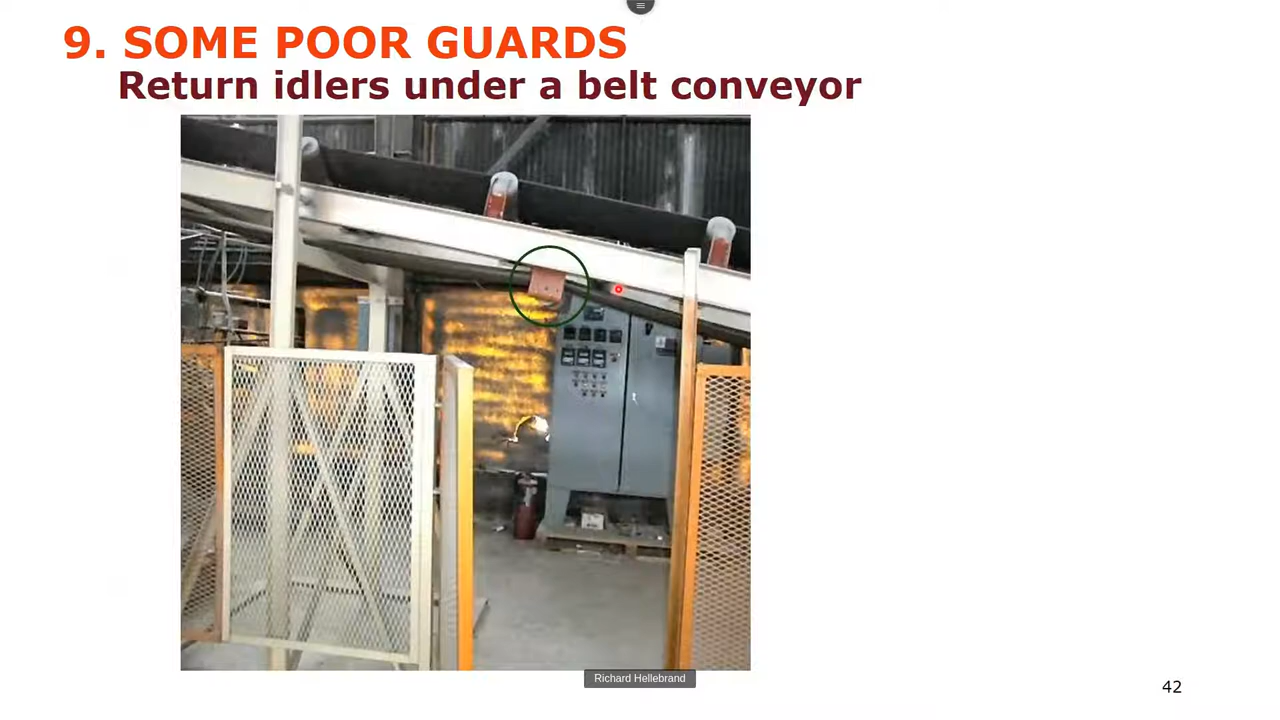 9. SOME POOR GUARDS
Return idlers under a belt conveyor
Richard Hellebrand
42